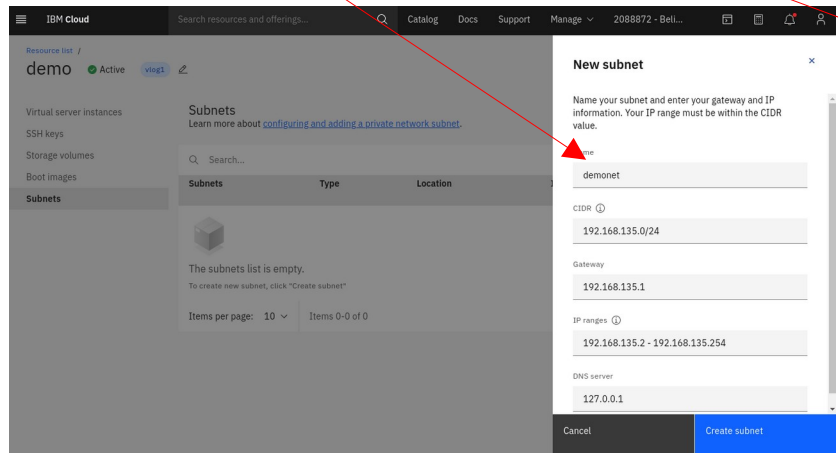 IBM Cloud
Search resources and offerings...
Catalog
Docs
Support
Manage
2088872 - Beli...
Resource list /
demo
Active
vlog1
Virtual server instances
SSH keys
Storage volumes
Boot images
Subnets
Subnets
Learn more about configuring and adding a private network subnet.
Search...
Subnets
Type
Location
The subnets list is empty.
To create new subnet, click "Create subnet"
Items per page: 10
Items 0-0 of 0
New subnet
Name your subnet and enter your gateway and IP
information. Your IP range must be within the CIDR
value.
demonet
CIDR
192.168.135.0/24
Gateway
192.168.135.1
IP ranges
192.168.135.2 - 192.168.135.254
DNS server
127.0.0.1
Cancel
Create subnet